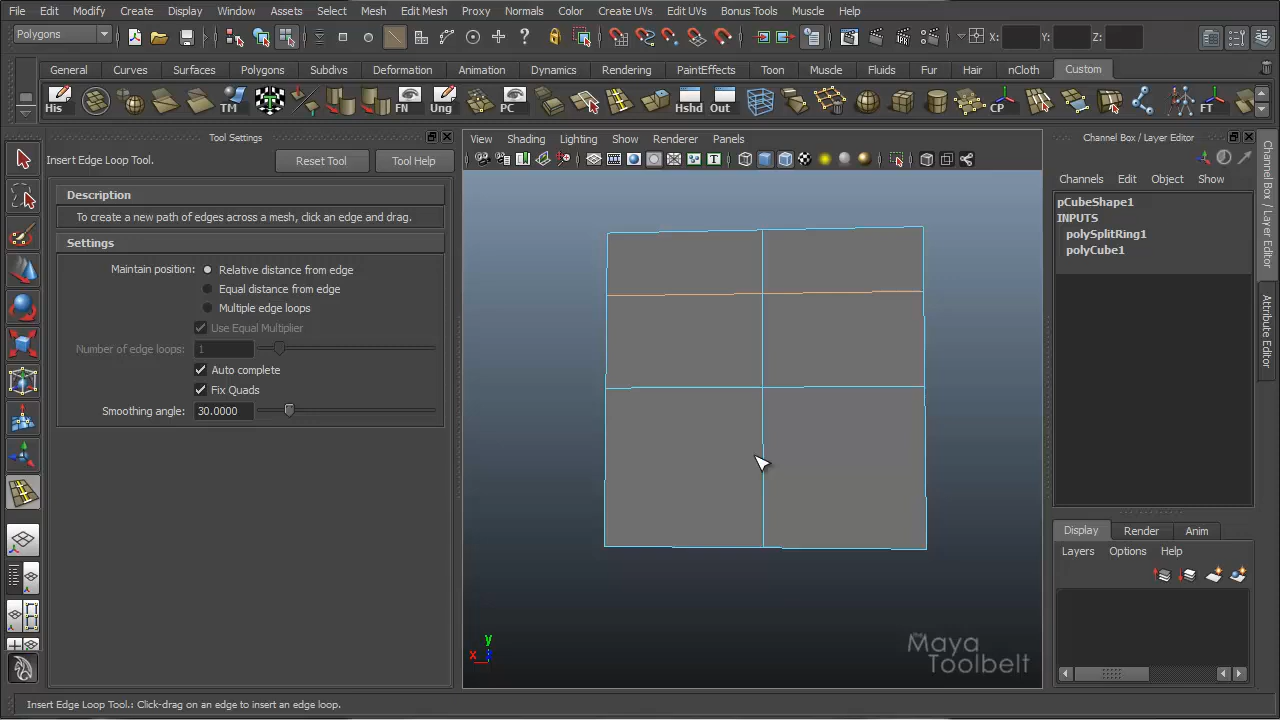 File Edit Modify Create Display Window Assets Select Mesh Edit Mesh Proxy Normals Color Create UVs Edit UVs Bonus Tools Muscle Help
Polygons X: Y: Z:
General Curves Surfaces Polygons Subdivs Deformation Animation Dynamics Rendering PaintEffects Toon Muscle Fluids Fur Hair nCloth Custom
His TM FN Ung PC Hshd Out CP FT
Tool Settings
Insert Edge Loop Tool. Reset Tool Tool Help
Description
To create a new path of edges across a mesh, click an edge and drag.
Settings
Maintain position: Relative distance from edge
Equal distance from edge
Multiple edge loops
Use Equal Multiplier
Number of edge loops: 1
Auto complete
Fix Quads
Smoothing angle: 30.0000
View Shading Lighting Show Renderer Panels
y
x
the Maya
Toolbelt
Channel Box / Layer Editor
Channels Edit Object Show
pCubeShape1
INPUTS
polySplitRing1
polyCube1
Channel Box / Layer Editor
Attribute Editor
Display Render Anim
Layers Options Help
Insert Edge Loop Tool.: Click-drag on an edge to insert an edge loop.